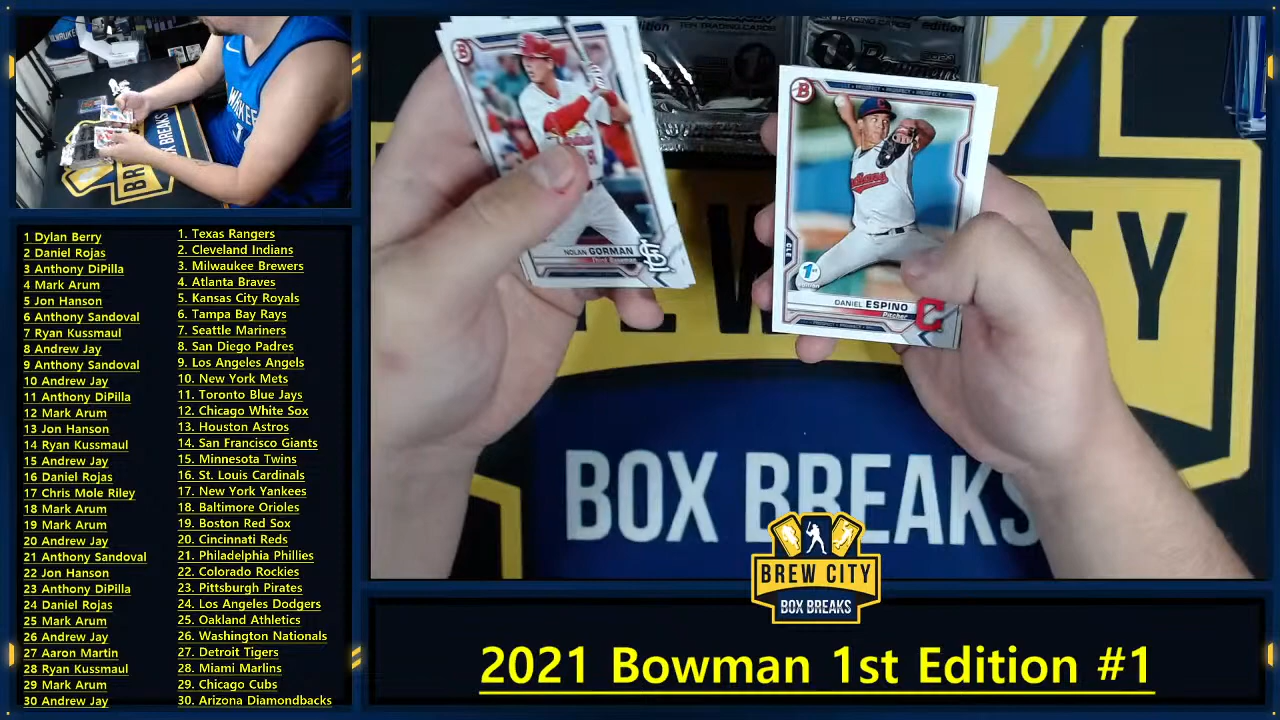 1 Dylan Berry
2 Daniel Rojas
3 Anthony DiPilla
4 Mark Arum
5 Jon Hanson
6 Anthony Sandoval
7 Ryan Kussmaul
8 Andrew Jay
9 Anthony Sandoval
10 Andrew Jay
11 Anthony DiPilla
12 Mark Arum
13 Jon Hanson
14 Ryan Kussmaul
15 Andrew Jay
16 Daniel Rojas
17 Chris Mole Riley
18 Mark Arum
19 Mark Arum
20 Andrew Jay
21 Anthony Sandoval
22 Jon Hanson
23 Anthony DiPilla
24 Daniel Rojas
25 Mark Arum
26 Andrew Jay
27 Aaron Martin
28 Ryan Kussmaul
29 Mark Arum
30 Andrew Jay
1. Texas Rangers
2. Cleveland Indians
3. Milwaukee Brewers
4. Atlanta Braves
5. Kansas City Royals
6. Tampa Bay Rays
7. Seattle Mariners
8. San Diego Padres
9. Los Angeles Angels
10. New York Mets
11. Toronto Blue Jays
12. Chicago White Sox
13. Houston Astros
14. San Francisco Giants
15. Minnesota Twins
16. St. Louis Cardinals
17. New York Yankees
18. Baltimore Orioles
19. Boston Red Sox
20. Cincinnati Reds
21. Philadelphia Phillies
22. Colorado Rockies
23. Pittsburgh Pirates
24. Los Angeles Dodgers
25. Oakland Athletics
26. Washington Nationals
27. Detroit Tigers
28. Miami Marlins
29. Chicago Cubs
30. Arizona Diamondbacks
NOLAN GORMAN
Third Baseman
CLE
1st
Edition
DANIEL ESPINO
Pitcher
BOX BREAKS
BREW CITY
BOX BREAKS
2021 Bowman 1st Edition #1